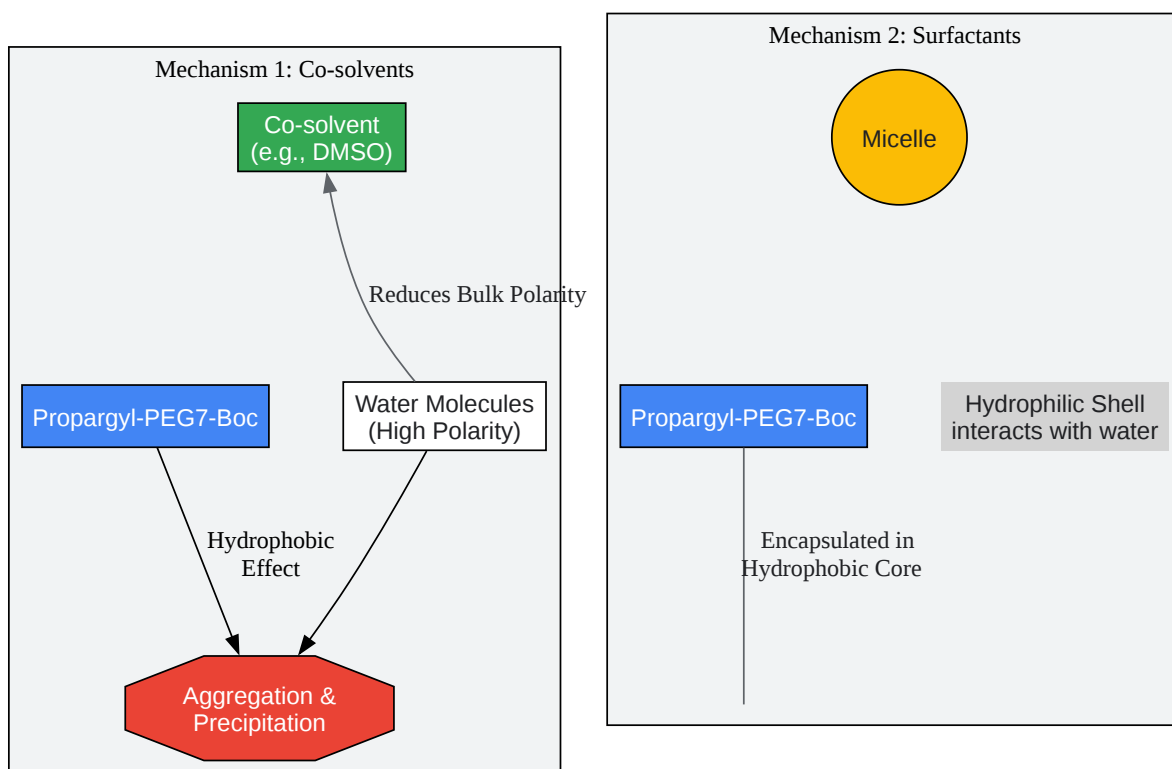 Mechanism 1: Co-solvents
Co-solvent
(e.g., DMSO)
Reduces Bulk Polarity
Propargyl-PEG7-Boc
Water Molecules
(High Polarity)
Hydrophobic
Effect
Aggregation &
Precipitation
Mechanism 2: Surfactants
Micelle
Propargyl-PEG7-Boc
Hydrophilic Shell
interacts with water
Encapsulated in
Hydrophobic Core